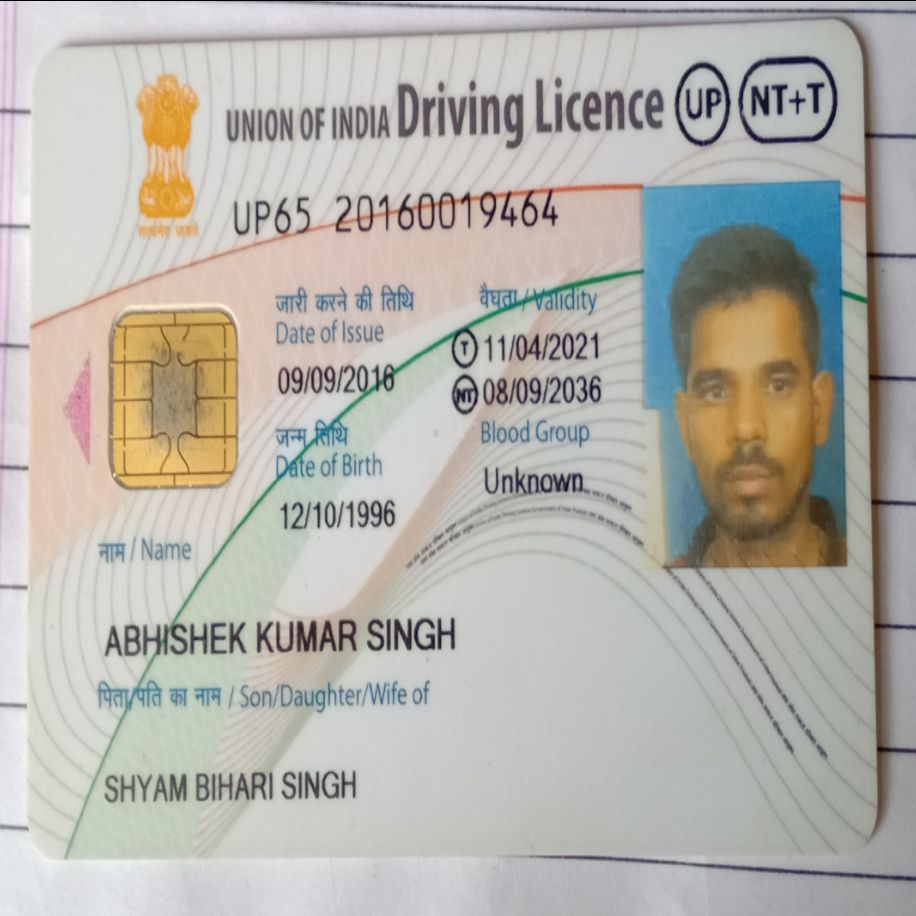 UNION OF INDIA Driving Licence UP NT+T
सत्यमेव जयते
UP65 20160019464
जारी करने की तिथि
Date of Issue
09/09/2016
वैधता / Validity
T 11/04/2021
NT 08/09/2036
जन्म तिथि
Date of Birth
12/10/1996
Blood Group
Unknown
नाम / Name
ABHISHEK KUMAR SINGH
पिता/पति का नाम / Son/Daughter/Wife of
SHYAM BIHARI SINGH